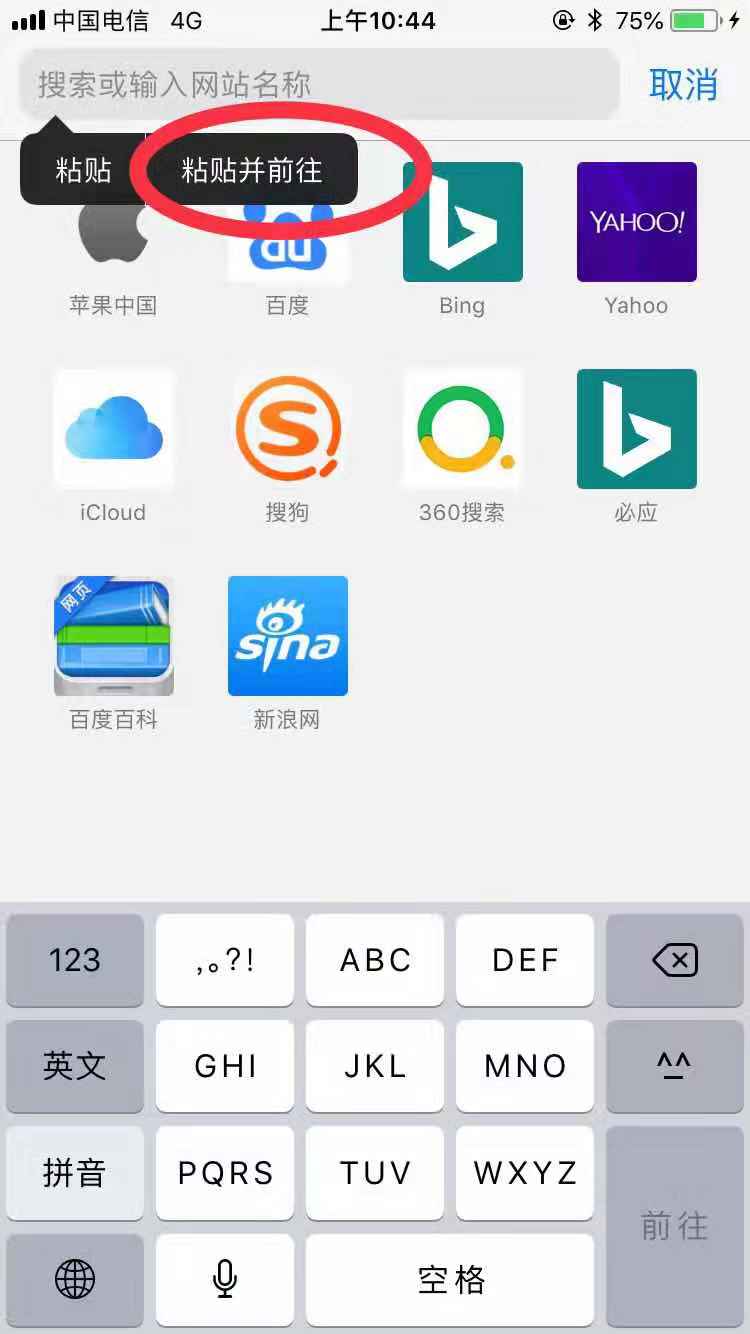 中国电信 4G 上午10:44 75%
搜索或输入网站名称 取消
粘贴 粘贴并前往
du YAHOO!
苹果中国 百度 Bing Yahoo
S
iCloud 搜狗 360搜索 必应
网页 sina
百度百科 新浪网
123 ,。?! ABC DEF
英文 GHI JKL MNO ^^
拼音 PQRS TUV WXYZ
前往
空格